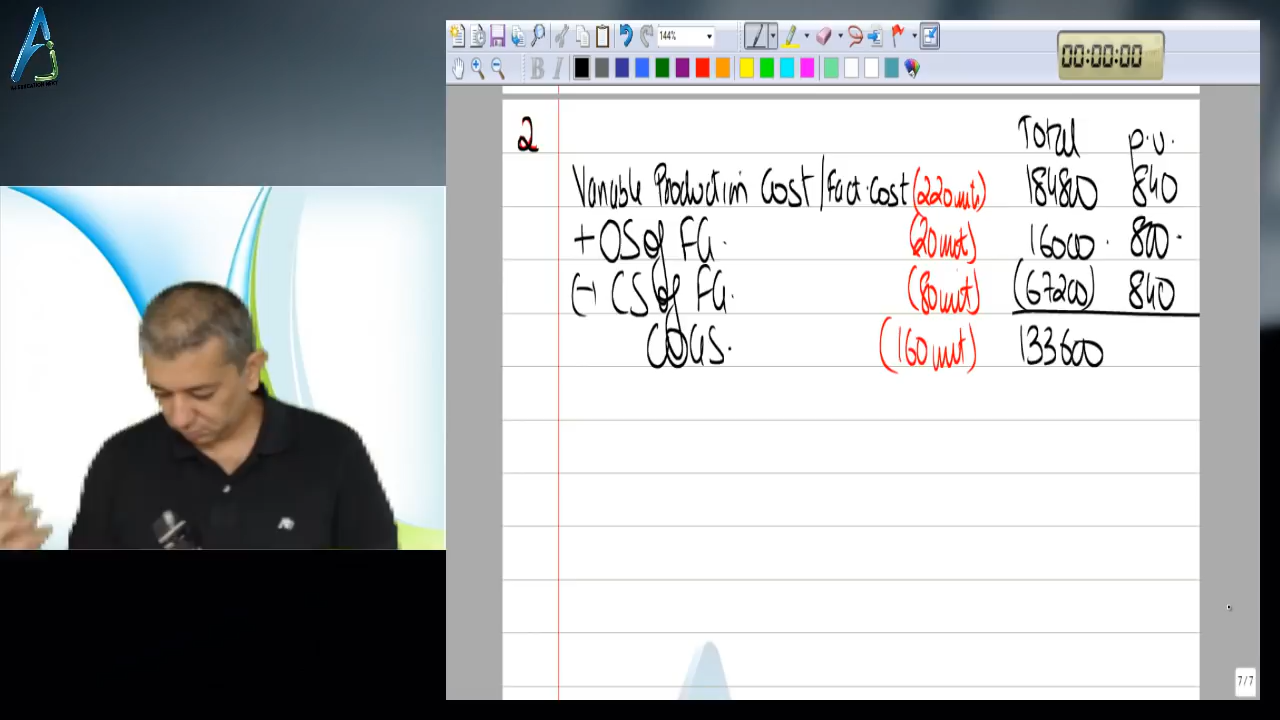 144%
00:00:00
2
Total p.u.
Variable Production Cost/Fact.Cost (220 unit) 184800 840
+ OS of FG. (20 unit) 16000 800
(-) CS of FG. (80 unit) (67200) 840
COGS. (160 unit) 133600
7/7